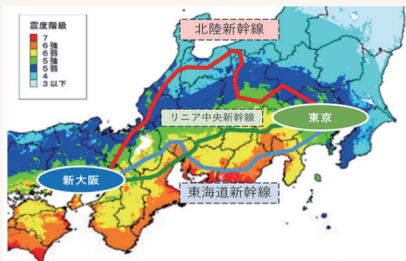 震度階級
7
6強
6弱
5強
5弱
4
3以下
北陸新幹線
リニア中央新幹線
東京
新大阪
東海道新幹線